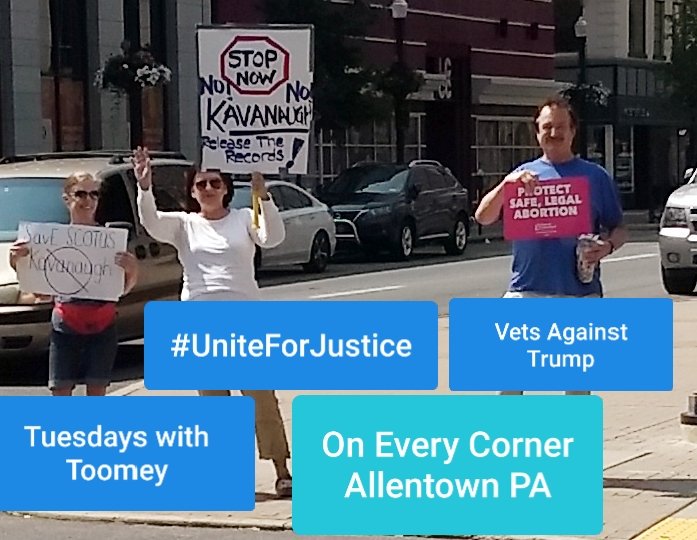 STOP
NOW
No! No
KAVANAUGH
Release The
Records!
SavE SCOTUS
Kavanaugh
PROTECT
SAFE, LEGAL
ABORTION
#UniteForJustice
Vets Against
Trump
Tuesdays with
Toomey
On Every Corner
Allentown PA